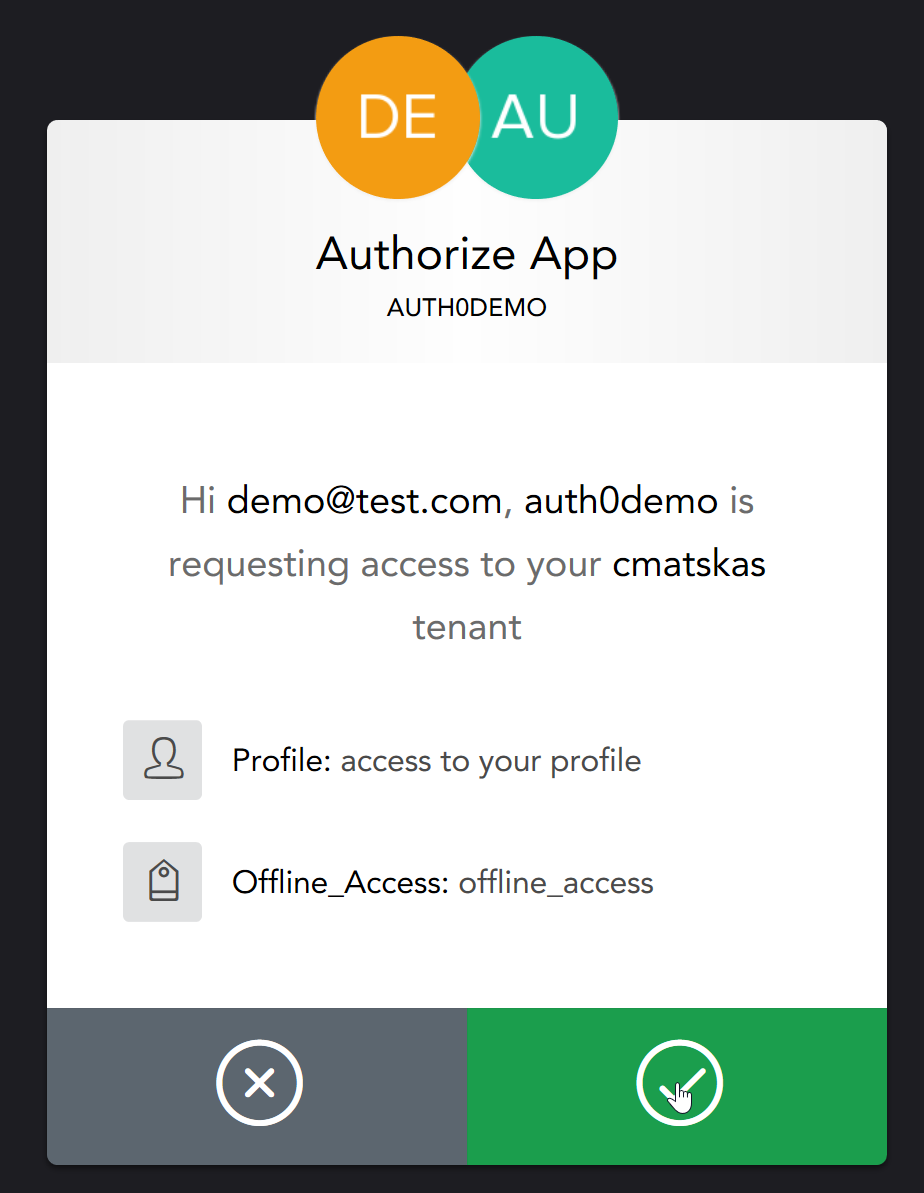 DE AU
Authorize App
AUTH0DEMO
Hi demo@test.com, auth0demo is
requesting access to your cmatskas
tenant
Profile: access to your profile
Offline_Access: offline_access